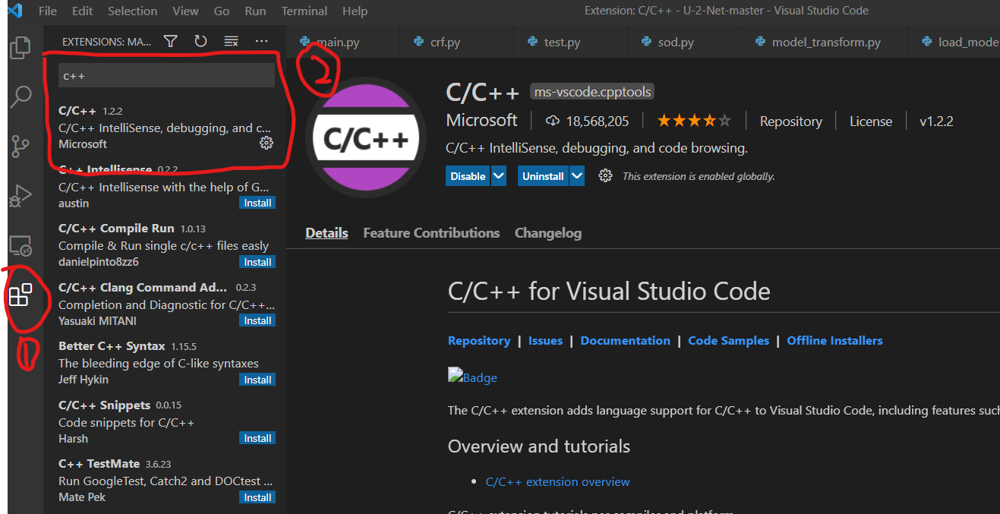 File Edit Selection View Go Run Terminal Help
Extension: C/C++ - U-2-Net-master - Visual Studio Code
EXTENSIONS: MA...
main.py crf.py test.py sod.py model_transform.py load_mode
c++
C/C++ 1.2.2
C/C++ IntelliSense, debugging, and c...
Microsoft
C++ Intellisense 0.2.2
C/C++ Intellisense with the help of G...
austin Install
C/C++ Compile Run 1.0.13
Compile & Run single c/c++ files easly
danielpinto8zz6 Install
C/C++ Clang Command Ad... 0.2.3
Completion and Diagnostic for C/C++...
Yasuaki MITANI Install
Better C++ Syntax 1.15.5
The bleeding edge of C-like syntaxes
Jeff Hykin Install
C/C++ Snippets 0.0.15
Code snippets for C/C++
Harsh Install
C++ TestMate 3.6.23
Run GoogleTest, Catch2 and DOCtest ...
Mate Pek Install
1
2
C/C++
C/C++ ms-vscode.cpptools
Microsoft 18,568,205 Repository License v1.2.2
C/C++ IntelliSense, debugging, and code browsing.
Disable Uninstall This extension is enabled globally.
Details Feature Contributions Changelog
C/C++ for Visual Studio Code
Repository | Issues | Documentation | Code Samples | Offline Installers
Badge
The C/C++ extension adds language support for C/C++ to Visual Studio Code, including features such
Overview and tutorials
• C/C++ extension overview
C/C++ extension tutorials per compiler and platform